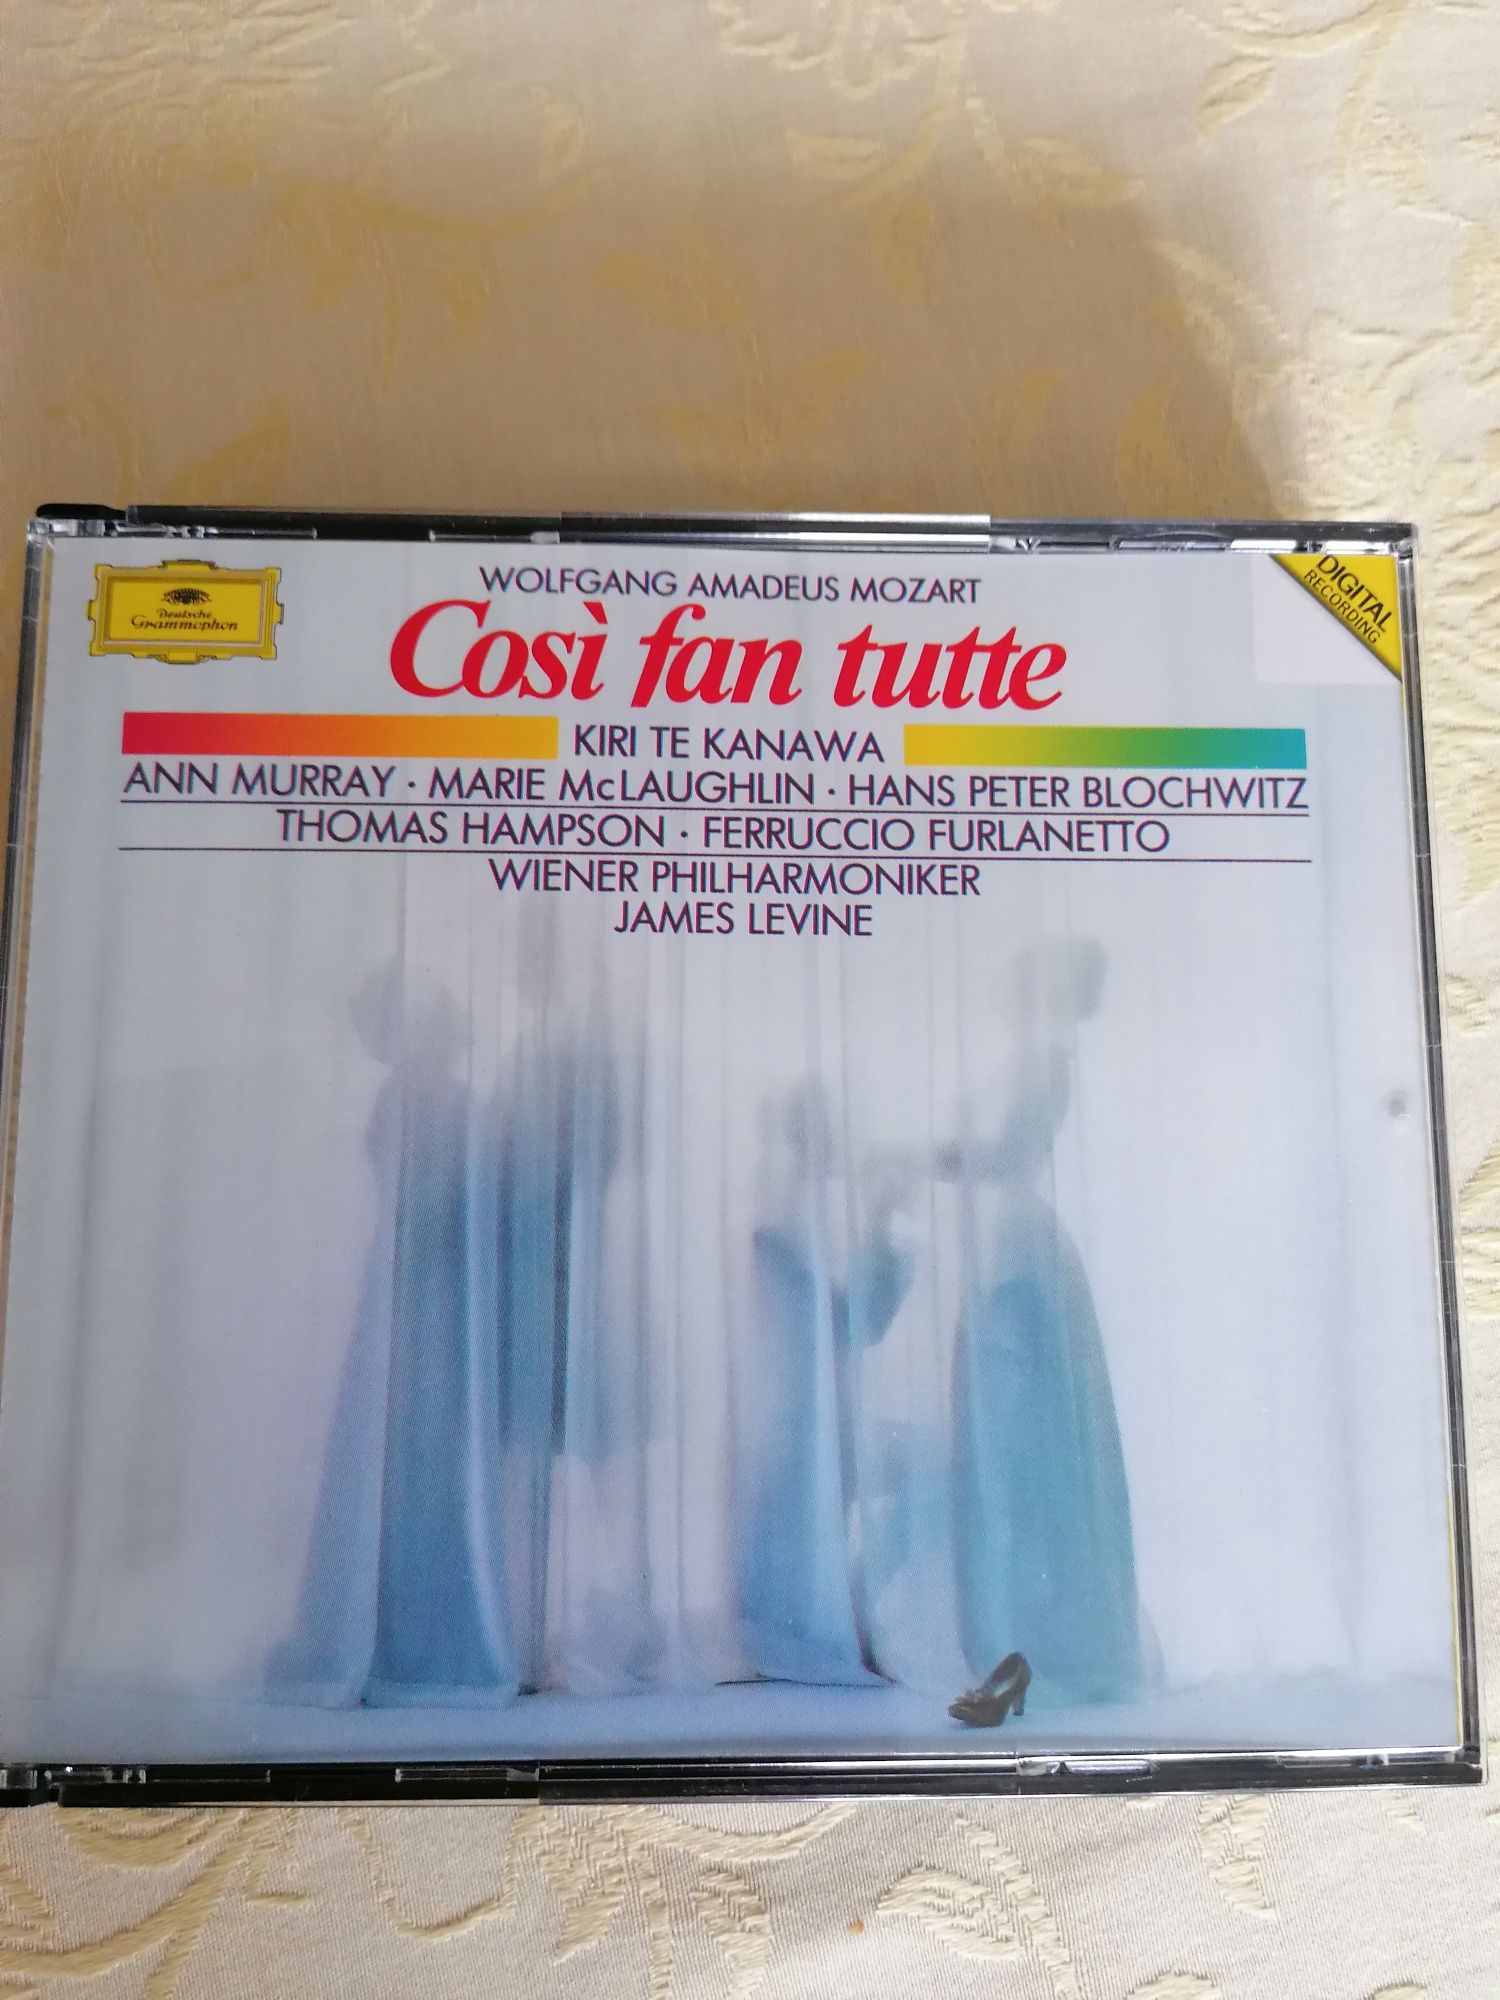 Deutsche
Grammophon
DIGITAL
RECORDING
WOLFGANG AMADEUS MOZART
Così fan tutte
KIRI TE KANAWA
ANN MURRAY · MARIE McLAUGHLIN · HANS PETER BLOCHWITZ
THOMAS HAMPSON · FERRUCCIO FURLANETTO
WIENER PHILHARMONIKER
JAMES LEVINE